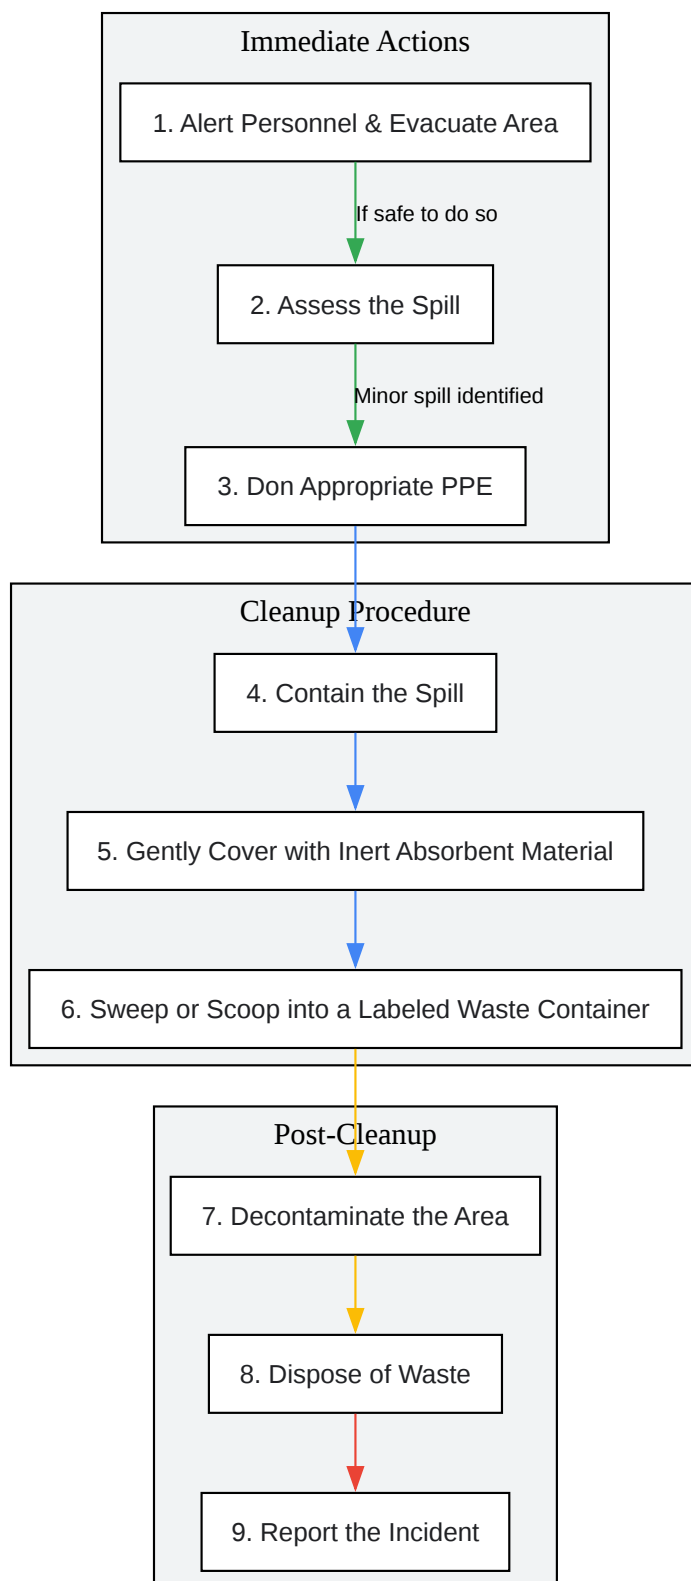 Immediate Actions
1. Alert Personnel & Evacuate Area
If safe to do so
2. Assess the Spill
Minor spill identified
3. Don Appropriate PPE
Cleanup Procedure
4. Contain the Spill
5. Gently Cover with Inert Absorbent Material
6. Sweep or Scoop into a Labeled Waste Container
Post-Cleanup
7. Decontaminate the Area
8. Dispose of Waste
9. Report the Incident